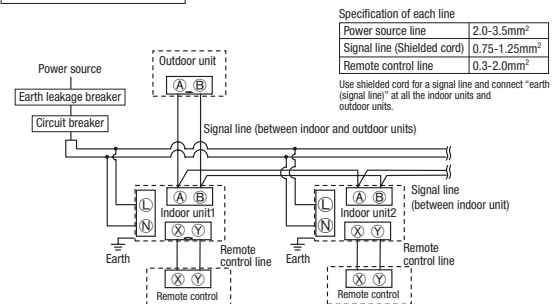 Specification of each line
Power source line 2.0-3.5mm²
Signal line (Shielded cord) 0.75-1.25mm²
Remote control line 0.3-2.0mm²
Use shielded cord for a signal line and connect “earth
(signal line)” at all the indoor units and
outdoor units.
Outdoor unit
A B
Power source
Earth leakage breaker
Circuit breaker
Signal line (between indoor and outdoor units)
Signal line
(between indoor unit)
L
N
A B
Indoor unit1
X Y
Earth
Remote
control line
X Y
Remote control
L
N
A B
Indoor unit2
X Y
Earth
Remote
control line
X Y
Remote control